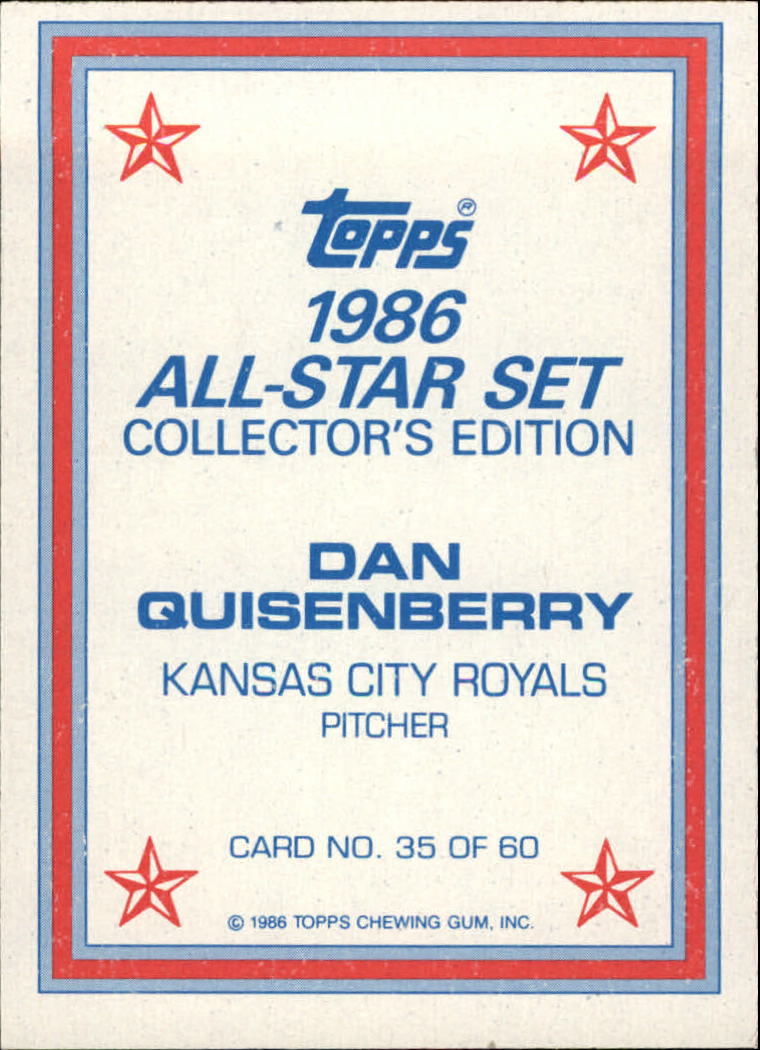 topps®
1986
ALL-STAR SET
COLLECTOR'S EDITION
DAN
QUISENBERRY
KANSAS CITY ROYALS
PITCHER
CARD NO. 35 OF 60
© 1986 TOPPS CHEWING GUM, INC.